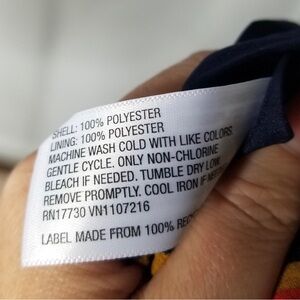 SHELL: 100% POLYESTER
LINING: 100% POLYESTER
MACHINE WASH COLD WITH LIKE COLORS
GENTLE CYCLE. ONLY NON-CHLORINE
BLEACH IF NEEDED. TUMBLE DRY LOW.
REMOVE PROMPTLY. COOL IRON IF
RN17730 VN1107216
LABEL MADE FROM 100%